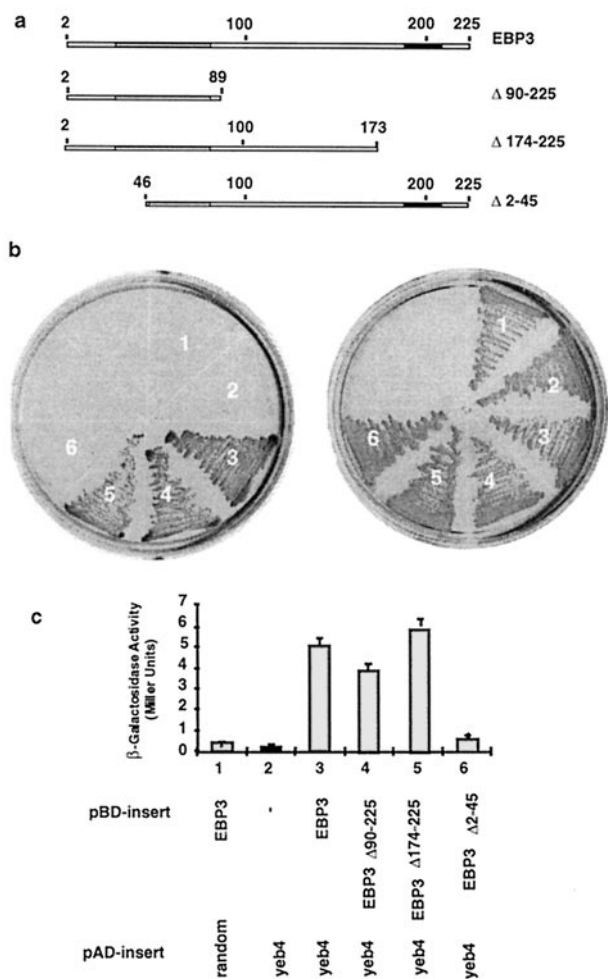 a
2 100 200 225 EBP3
2 89 Δ 90-225
2 100 173 Δ 174-225
46 100 200 225 Δ 2-45
b
1
2
3
4
5
6
1
2
3
4
5
6
c
β-Galactosidase Activity
(Miller Units)
7
6
5
4
3
2
1
0
1 2 3 4 5 6
pBD-insert EBP3 - EBP3 EBP3 Δ90-225 EBP3 Δ174-225 EBP3 Δ2-45
pAD-insert random yeb4 yeb4 yeb4 yeb4 yeb4